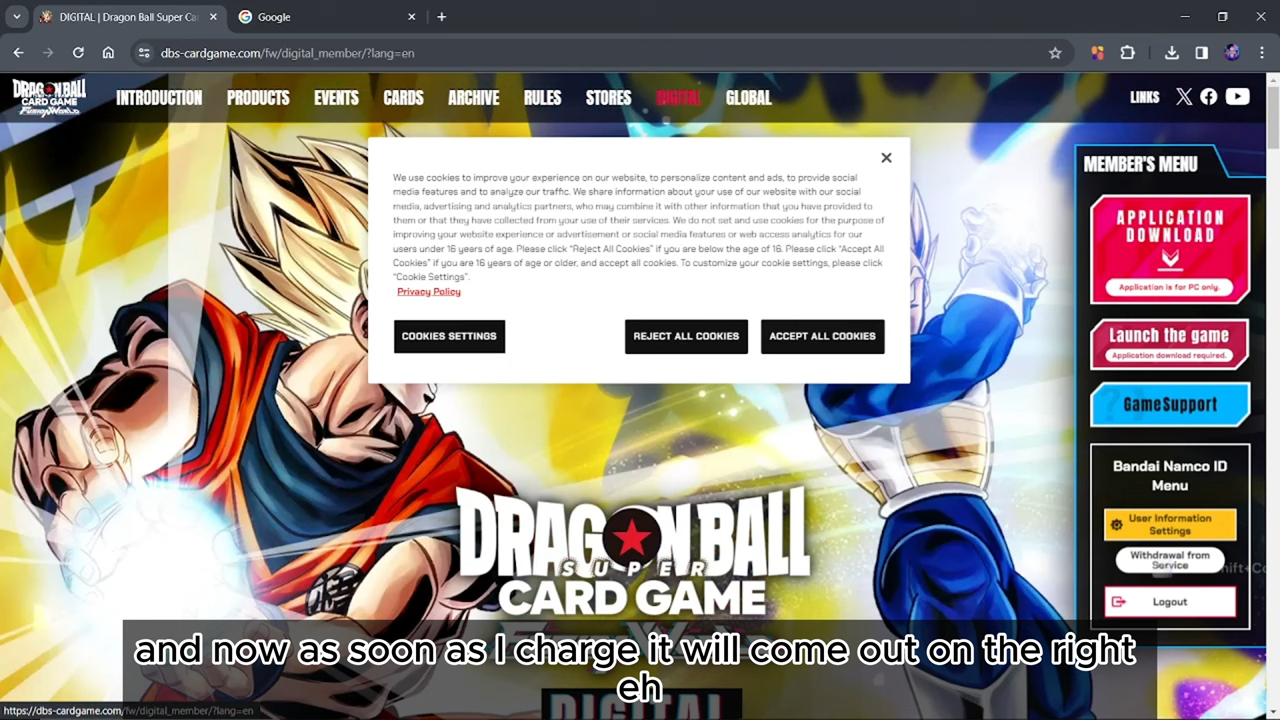 DIGITAL | Dragon Ball Super Ca
Google
dbs-cardgame.com/fw/digital_member/?lang=en
DRAGON BALL
CARD GAME
INTRODUCTION
PRODUCTS
EVENTS
CARDS
ARCHIVE
RULES
STORES
DIGITAL
GLOBAL
LINKS
We use cookies to improve your experience on our website, to personalize content and ads, to provide social
media features and to analyze our traffic. We share information about your use of our website with our social
media, advertising and analytics partners, who may combine it with other information that you have provided to
them or that they have collected from your use of their services. We do not set and use cookies for the purpose of
improving your website experience or advertisement or social media features or web access analytics for our
users under 16 years of age. Please click “Reject All Cookies” if you are below the age of 16. Please click “Accept All
Cookies” if you are 16 years of age or older, and accept all cookies. To customize your cookie settings, please click
“Cookie Settings”.
Privacy Policy
COOKIES SETTINGS
REJECT ALL COOKIES
ACCEPT ALL COOKIES
MEMBER'S MENU
APPLICATION
DOWNLOAD
Application is for PC only.
Launch the game
Application download required.
Game Support
Bandai Namco ID
Menu
User Information
Settings
Withdrawal from
Service
Logout
DRAGON BALL
SUPER
CARD GAME
DIGITAL
and now as soon as I charge it will come out on the right
eh
https://dbs-cardgame.com/fw/digital_member/?lang=en